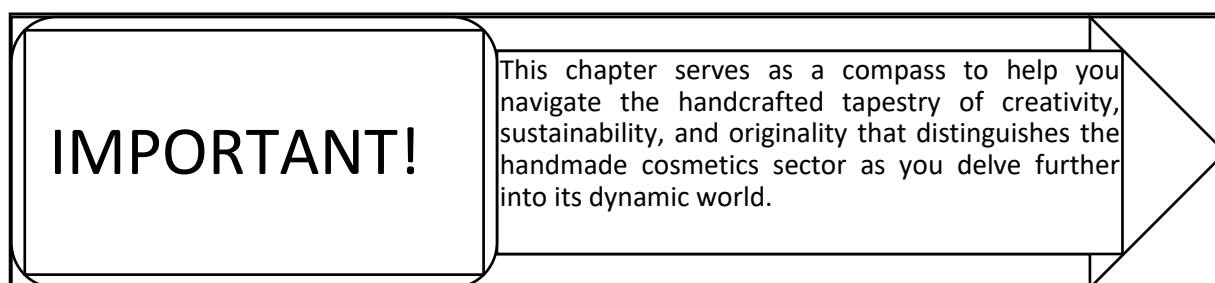 IMPORTANT!
This chapter serves as a compass to help you
navigate the handcrafted tapestry of creativity,
sustainability, and originality that distinguishes the
handmade cosmetics sector as you delve further
into its dynamic world.